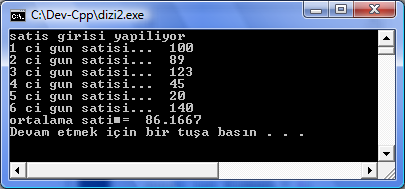 C:\Dev-Cpp\dizi2.exe
satis girisi yapiliyor
1 ci gun satisi... 100
2 ci gun satisi... 89
3 ci gun satisi... 123
4 ci gun satisi... 45
5 ci gun satisi... 20
6 ci gun satisi... 140
ortalama sati■= 86.1667
Devam etmek için bir tuşa basın . . .